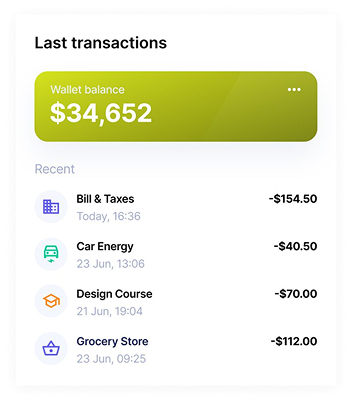 Last transactions
Wallet balance
$34,652
Recent
Bill & Taxes -$154.50
Today, 16:36
Car Energy -$40.50
23 Jun, 13:06
Design Course -$70.00
21 Jun, 19:04
Grocery Store -$112.00
23 Jun, 09:25